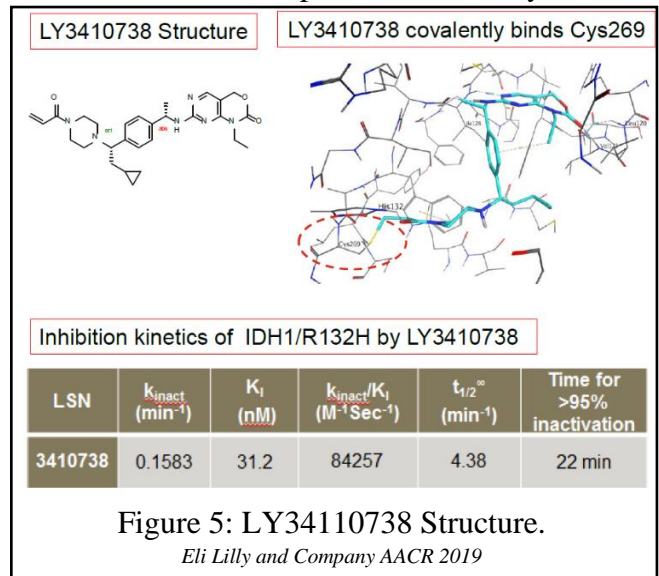 LY3410738 Structure
LY3410738 covalently binds Cys269
O
N
N
ori
abs
N
H
N
N
O
N
O
His132
Cys269
Inhibition kinetics of IDH1/R132H by LY3410738
LSN kinact (min-1) KI (nM) kinact/KI (M-1Sec-1) t1/2∞ (min-1) Time for >95% inactivation
3410738 0.1583 31.2 84257 4.38 22 min
Figure 5: LY34110738 Structure.
Eli Lilly and Company AACR 2019